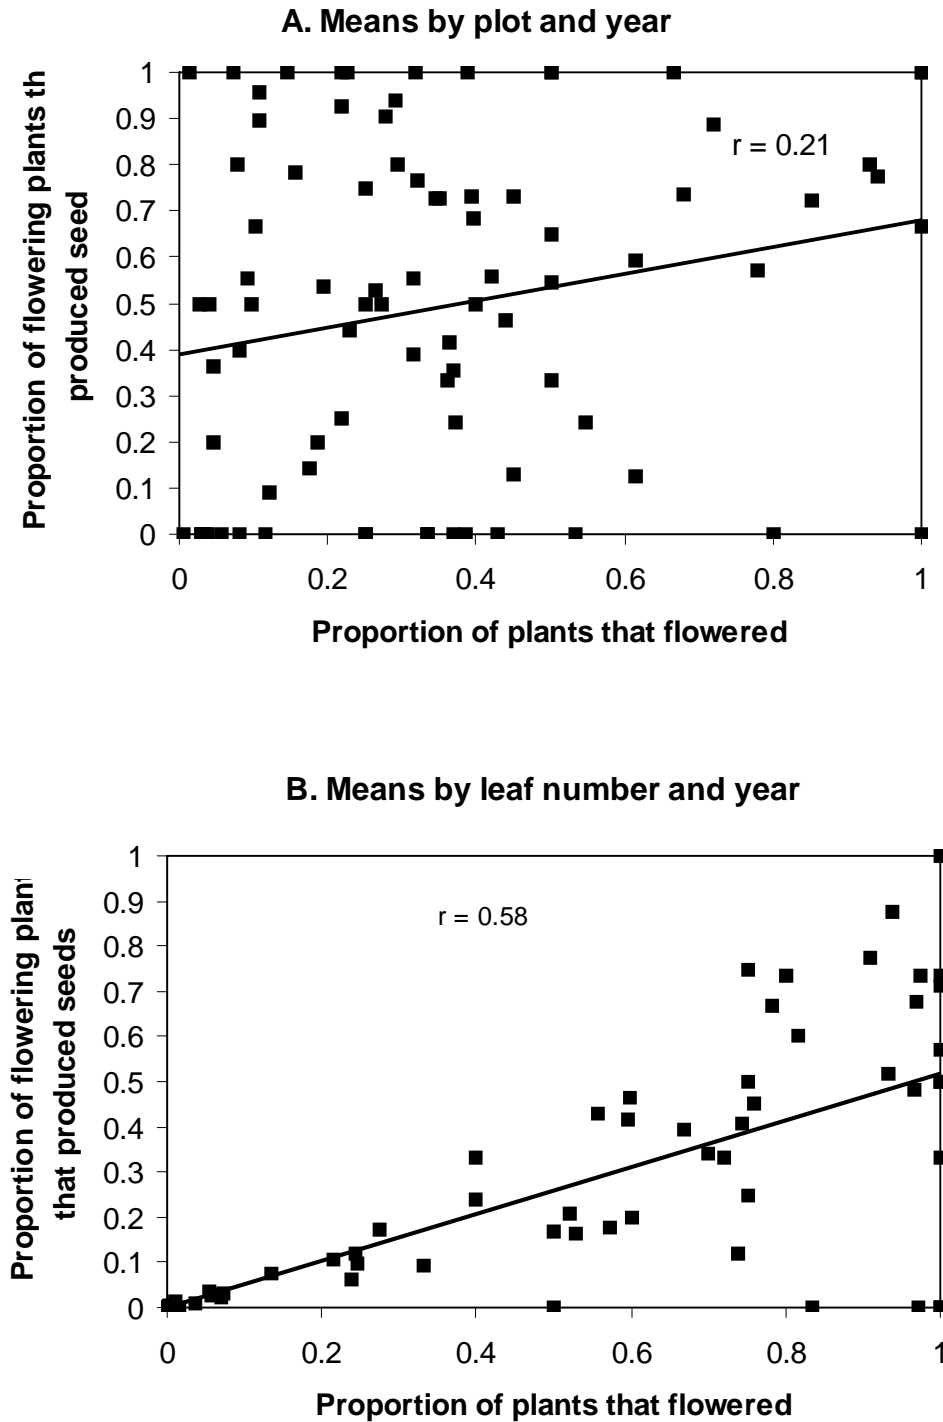 A. Means by plot and year
Proportion of flowering plants th
produced seed
1
0.9
0.8
0.7
0.6
0.5
0.4
0.3
0.2
0.1
0
r = 0.21
0 0.2 0.4 0.6 0.8 1
Proportion of plants that flowered
B. Means by leaf number and year
Proportion of flowering plan
that produced seeds
1
0.9
0.8
0.7
0.6
0.5
0.4
0.3
0.2
0.1
0
r = 0.58
0 0.2 0.4 0.6 0.8 1
Proportion of plants that flowered